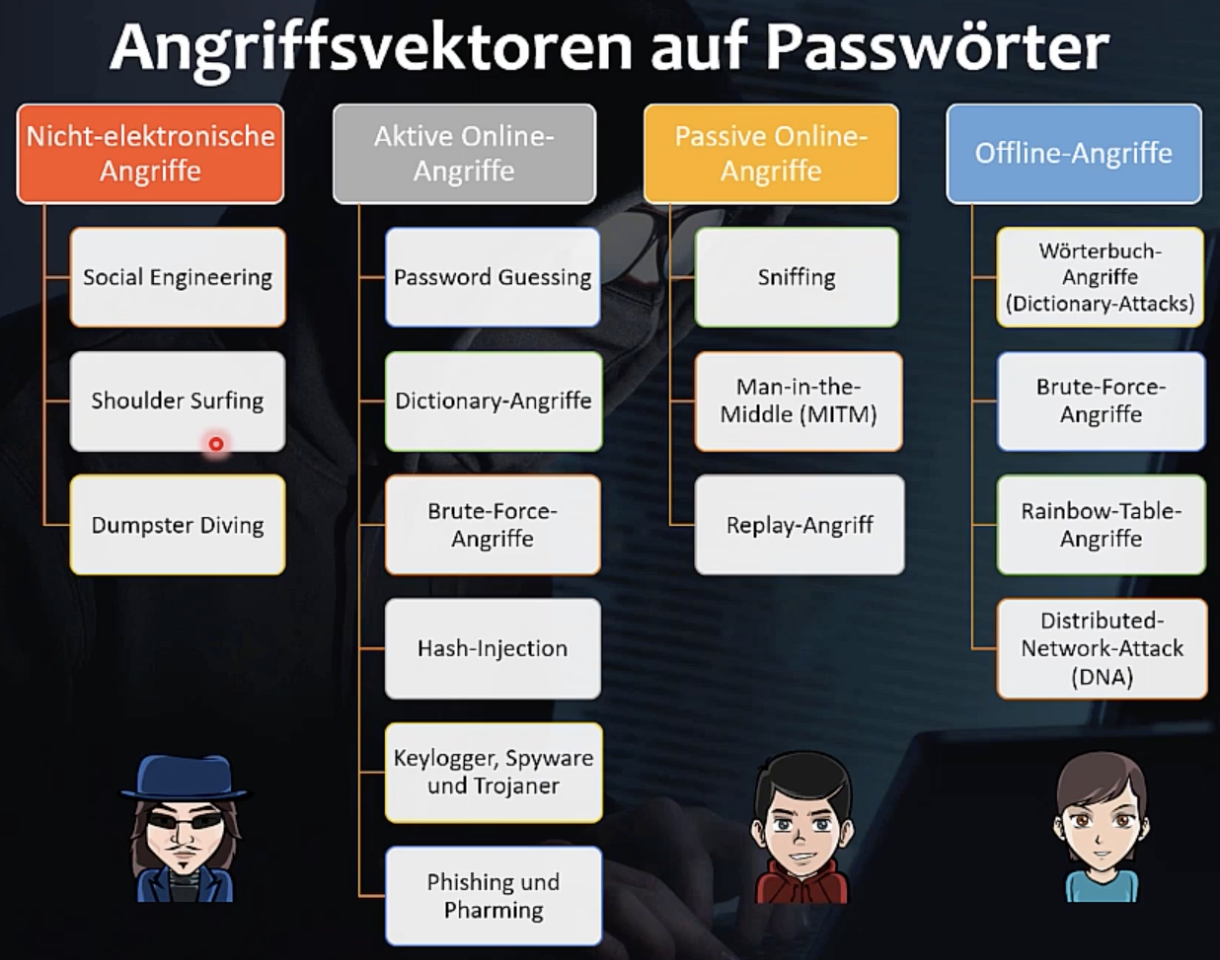 Angriffsvektoren auf Passwörter
Nicht-elektronische
Angriffe
Social Engineering
Shoulder Surfing
Dumpster Diving
Aktive Online-
Angriffe
Password Guessing
Dictionary-Angriffe
Brute-Force-
Angriffe
Hash-Injection
Keylogger, Spyware
und Trojaner
Phishing und
Pharming
Passive Online-
Angriffe
Sniffing
Man-in-the-
Middle (MITM)
Replay-Angriff
Offline-Angriffe
Wörterbuch-
Angriffe
(Dictionary-Attacks)
Brute-Force-
Angriffe
Rainbow-Table-
Angriffe
Distributed-
Network-Attack
(DNA)